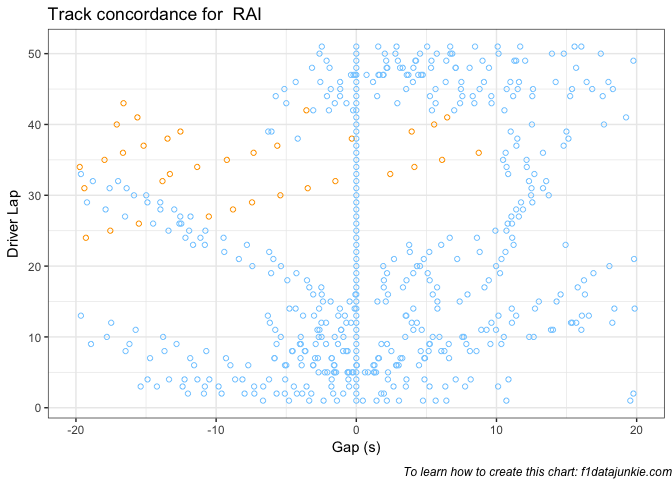 Track concordance for  RAI
50
40
30
20
10
0
Driver Lap
-20
-10
0
10
20
Gap (s)
To learn how to create this chart: f1datajunkie.com